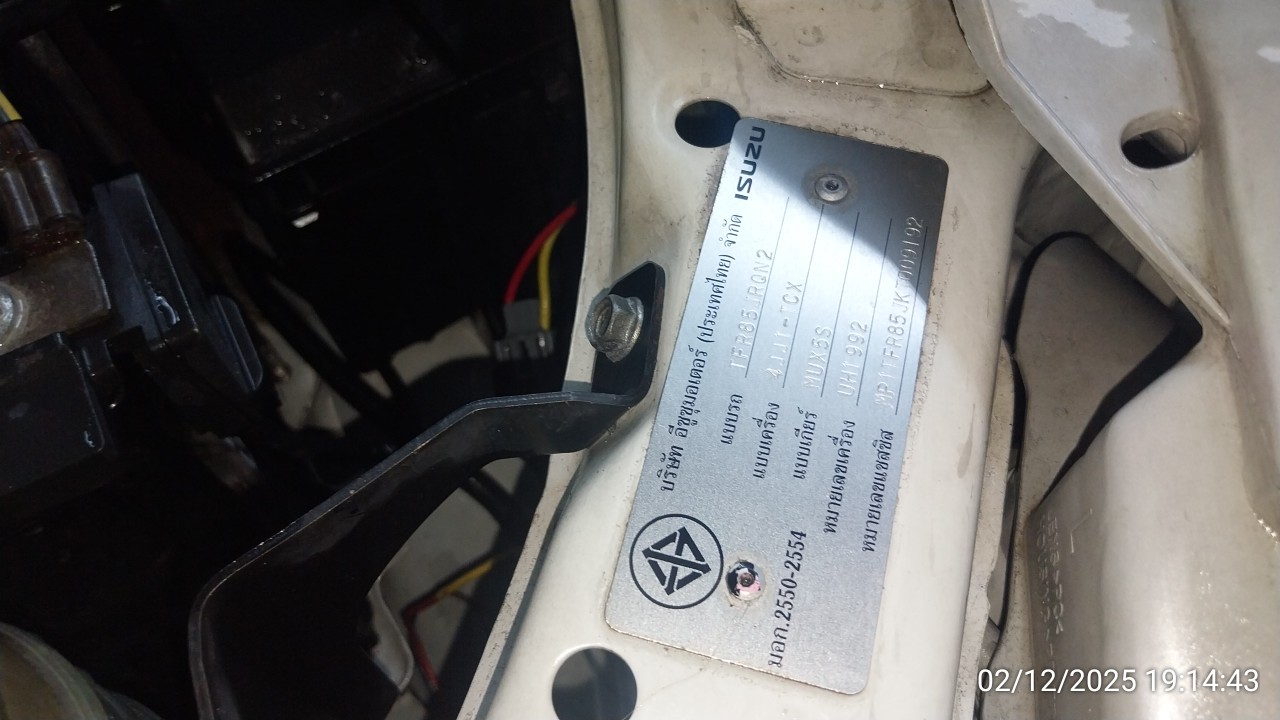 ISUZU
บริษัท อีซูซุมอเตอร์ (ประเทศไทย) จำกัด
แบบรถ TFR85JRQN2
แบบเครื่อง 4JJ1-TCX
แบบเกียร์ MUX5S
หมายเลขเครื่อง UH1992
หมายเลขแชสซิส
มอก.2550-2554
02/12/2025 19:14:43